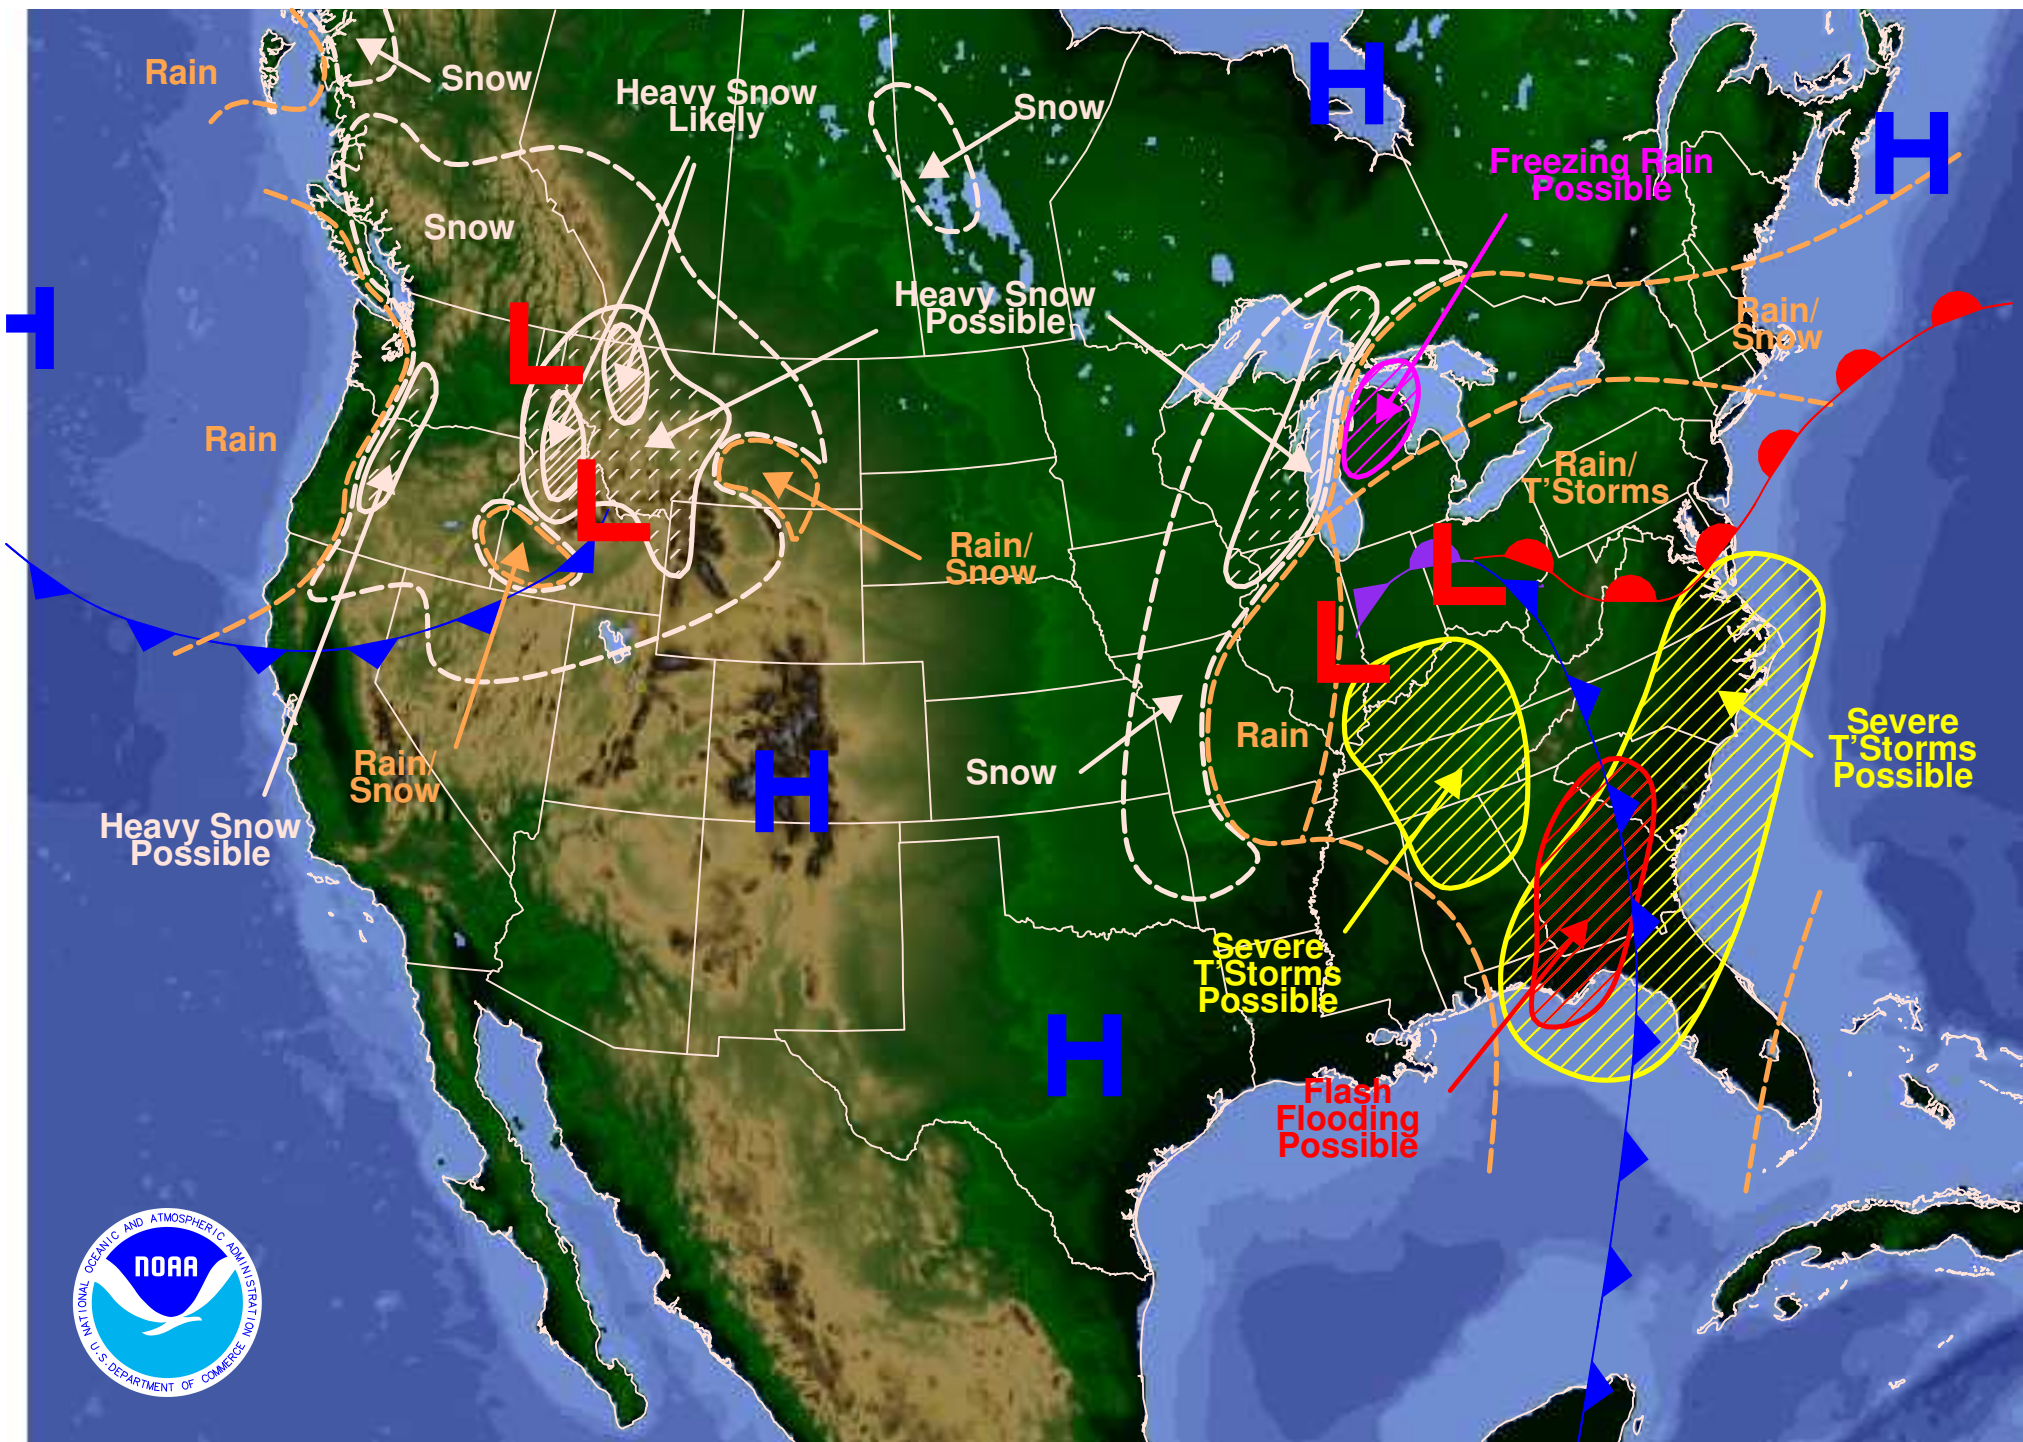 H
H
Rain
Snow
Heavy Snow
Likely
Snow
Freezing Rain
Possible
Snow
H
Heavy Snow
Possible
L
Rain/
Snow
Rain
L
Rain/
T'Storms
Rain/
Snow
L
L
Rain
Snow
Rain/
Snow
H
Severe
T'Storms
Possible
Heavy Snow
Possible
Severe
T'Storms
Possible
H
Flash
Flooding
Possible
NATIONAL OCEANIC AND ATMOSPHERIC ADMINISTRATION
NOAA
U.S. DEPARTMENT OF COMMERCE